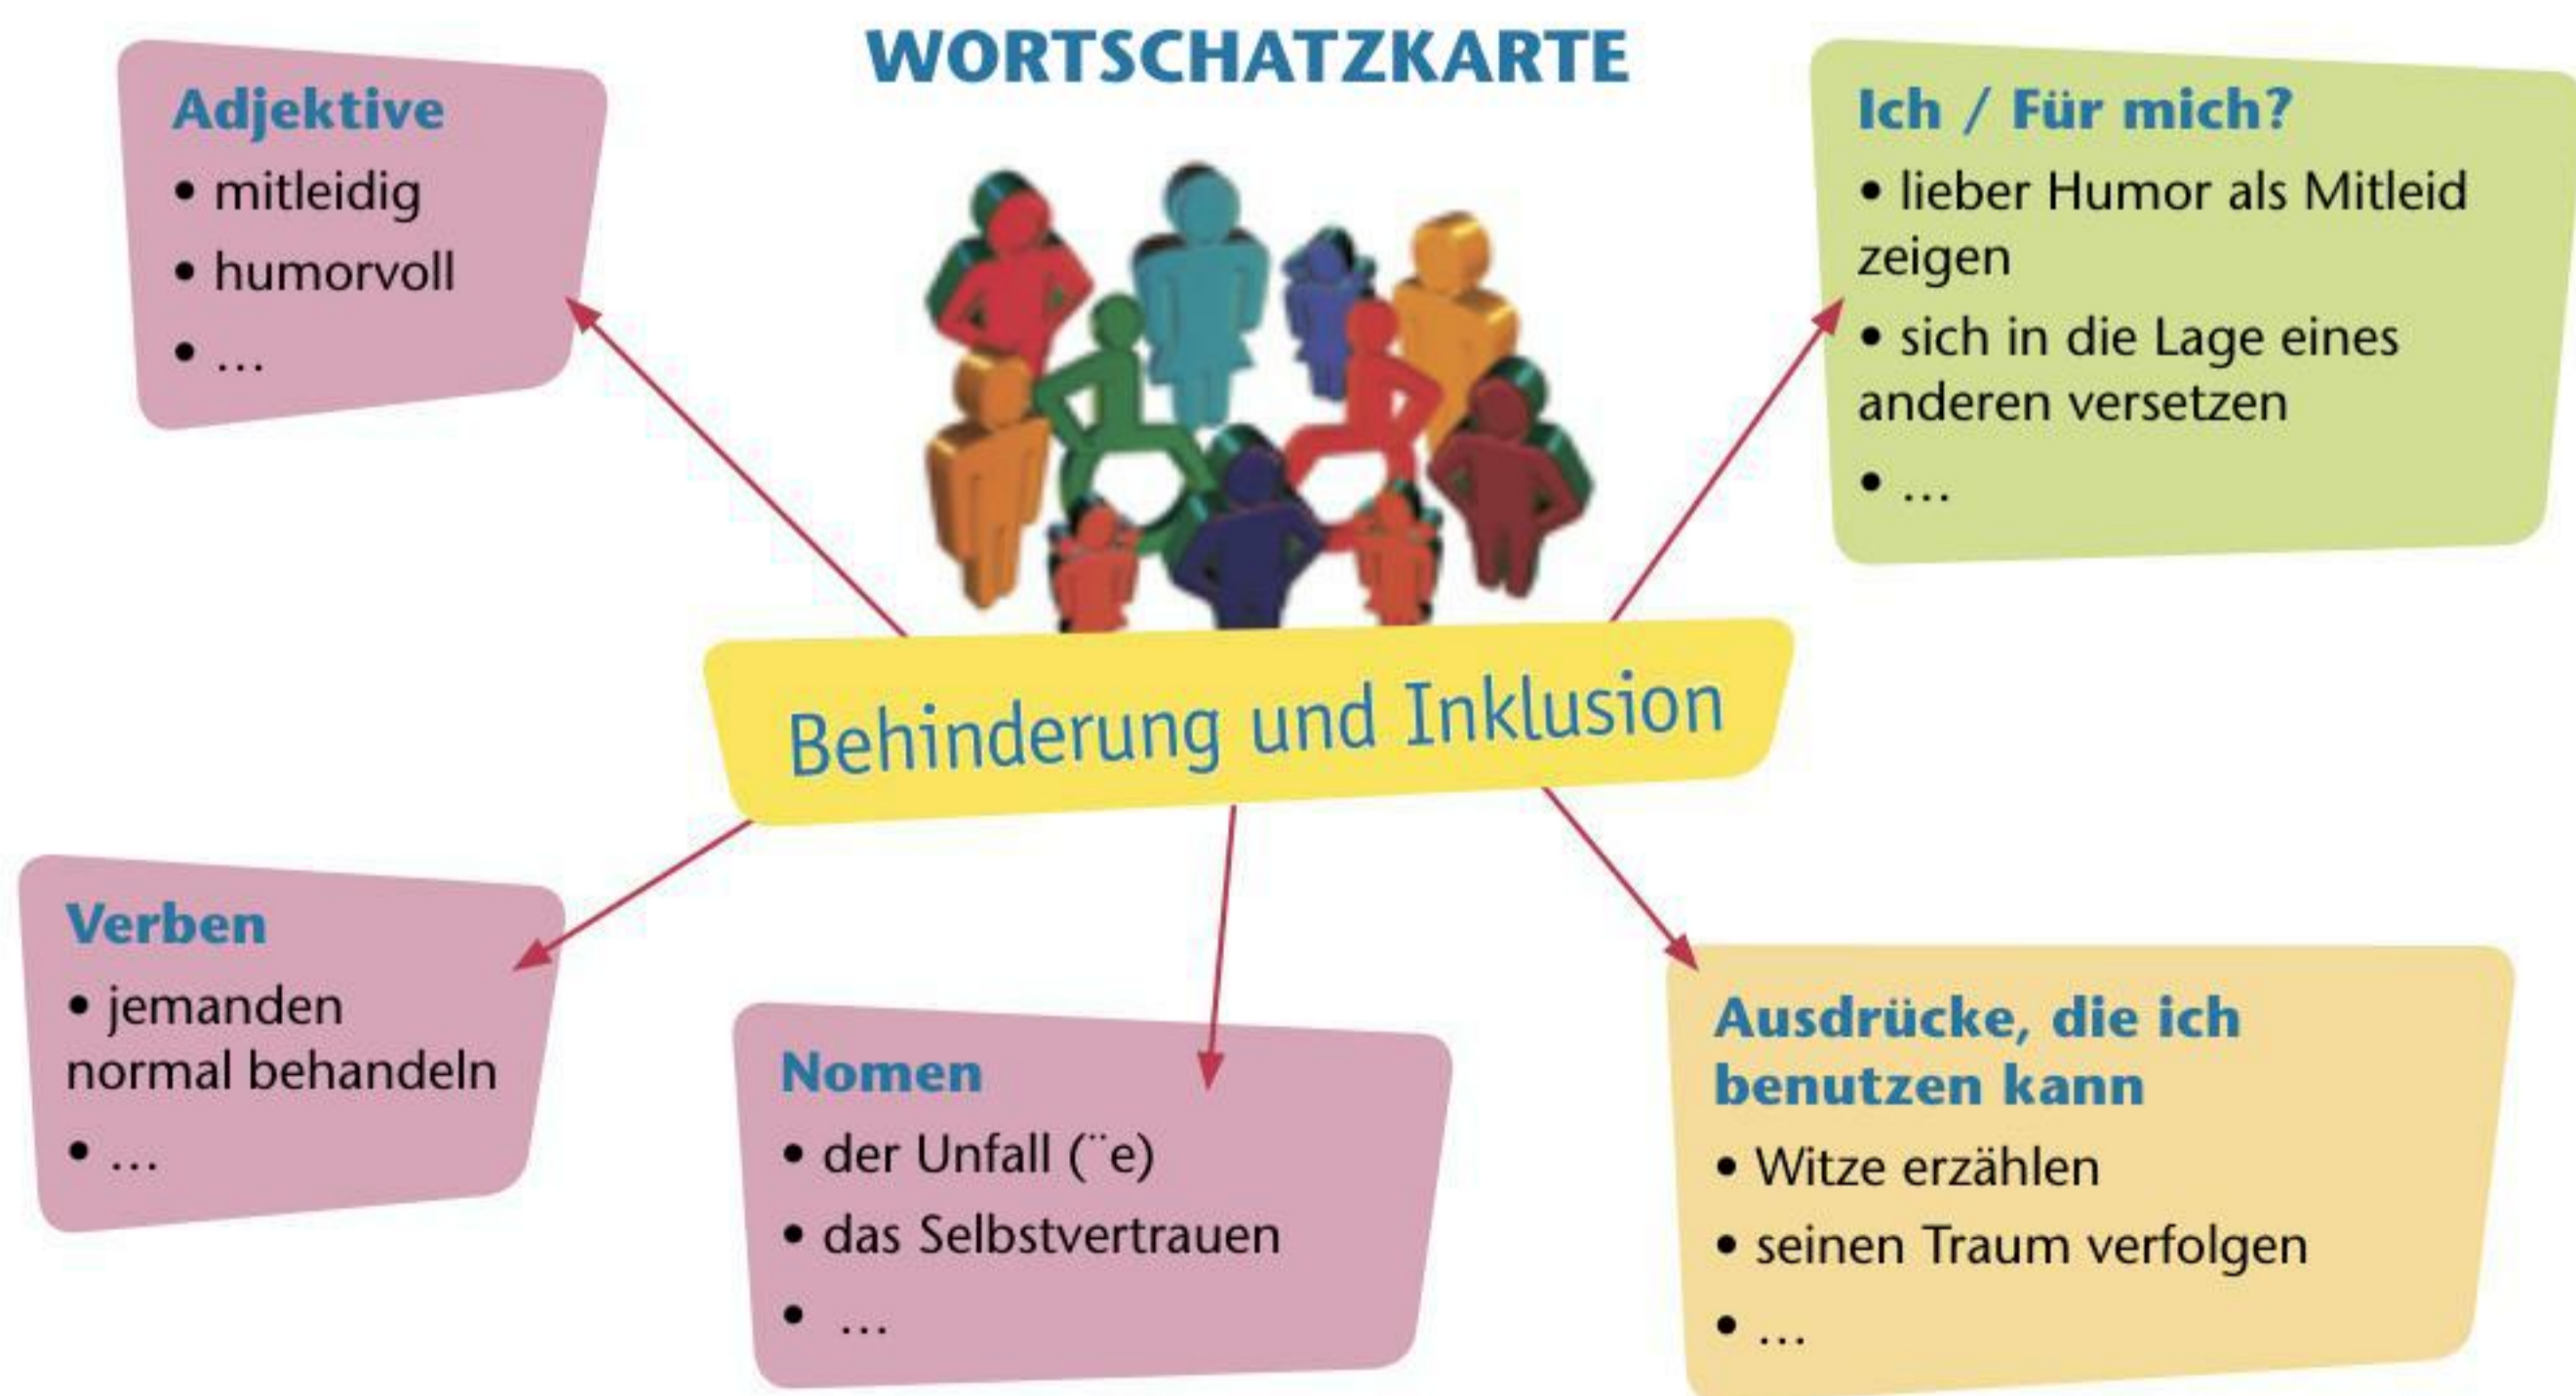 WORTSCHATZKARTE
Adjektive
• mitleidig
• humorvoll
• ...
Ich / Für mich?
• lieber Humor als Mitleid
zeigen
• sich in die Lage eines
anderen versetzen
• ...
Behinderung und Inklusion
Verben
• jemanden
normal behandeln
• ...
Nomen
• der Unfall (¨e)
• das Selbstvertrauen
• ...
Ausdrücke, die ich
benutzen kann
• Witze erzählen
• seinen Traum verfolgen
• ...